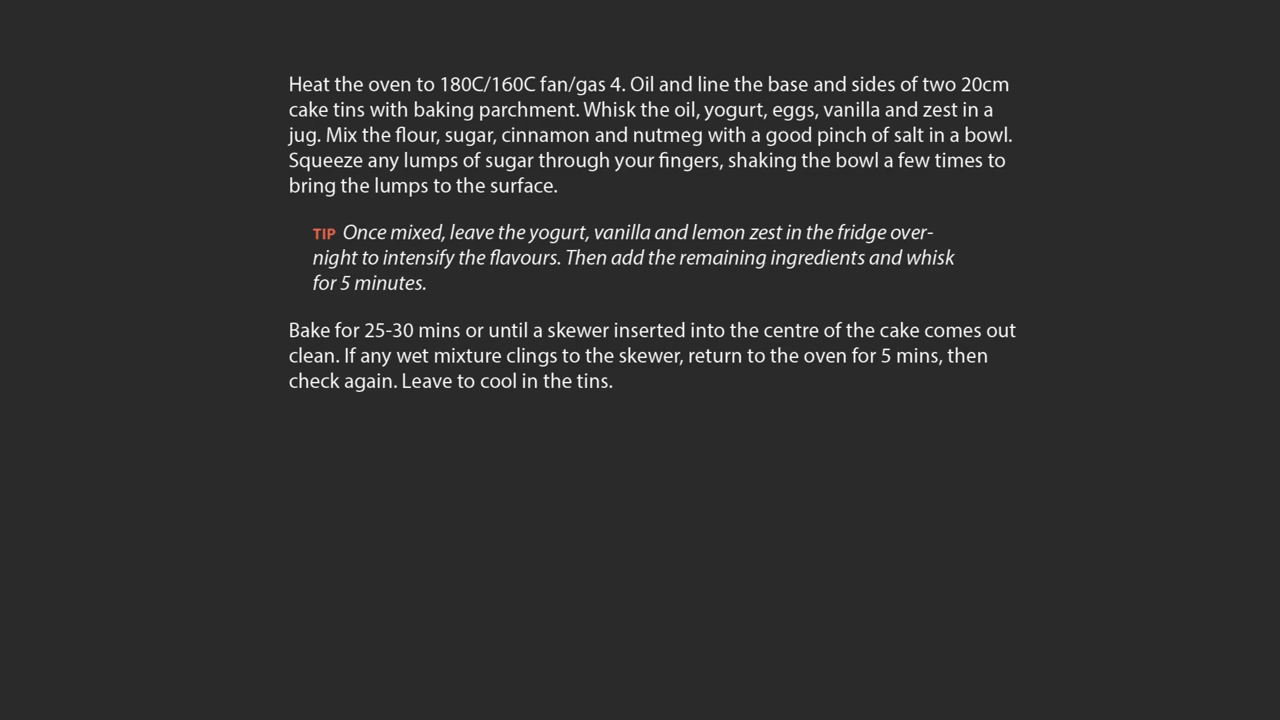 Heat the oven to 180C/160C fan/gas 4. Oil and line the base and sides of two 20cm
cake tins with baking parchment. Whisk the oil, yogurt, eggs, vanilla and zest in a
jug. Mix the flour, sugar, cinnamon and nutmeg with a good pinch of salt in a bowl.
Squeeze any lumps of sugar through your fingers, shaking the bowl a few times to
bring the lumps to the surface.
TIP Once mixed, leave the yogurt, vanilla and lemon zest in the fridge over-
night to intensify the flavours. Then add the remaining ingredients and whisk
for 5 minutes.
Bake for 25-30 mins or until a skewer inserted into the centre of the cake comes out
clean. If any wet mixture clings to the skewer, return to the oven for 5 mins, then
check again. Leave to cool in the tins.